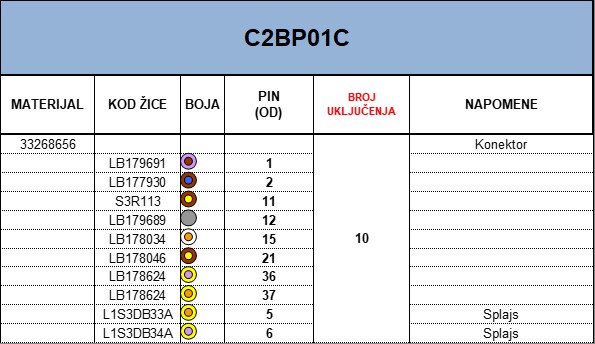 C2BP01C
MATERIJAL KOD ŽICE BOJA PIN (OD) BROJ UKLJUČENJA NAPOMENE
33268656 Konektor
LB179691 1
LB177930 2
S3R113 11
LB179689 12
LB178034 15
10
LB178046 21
LB178624 36
LB178624 37
L1S3DB33A 5 Splajs
L1S3DB34A 6 Splajs